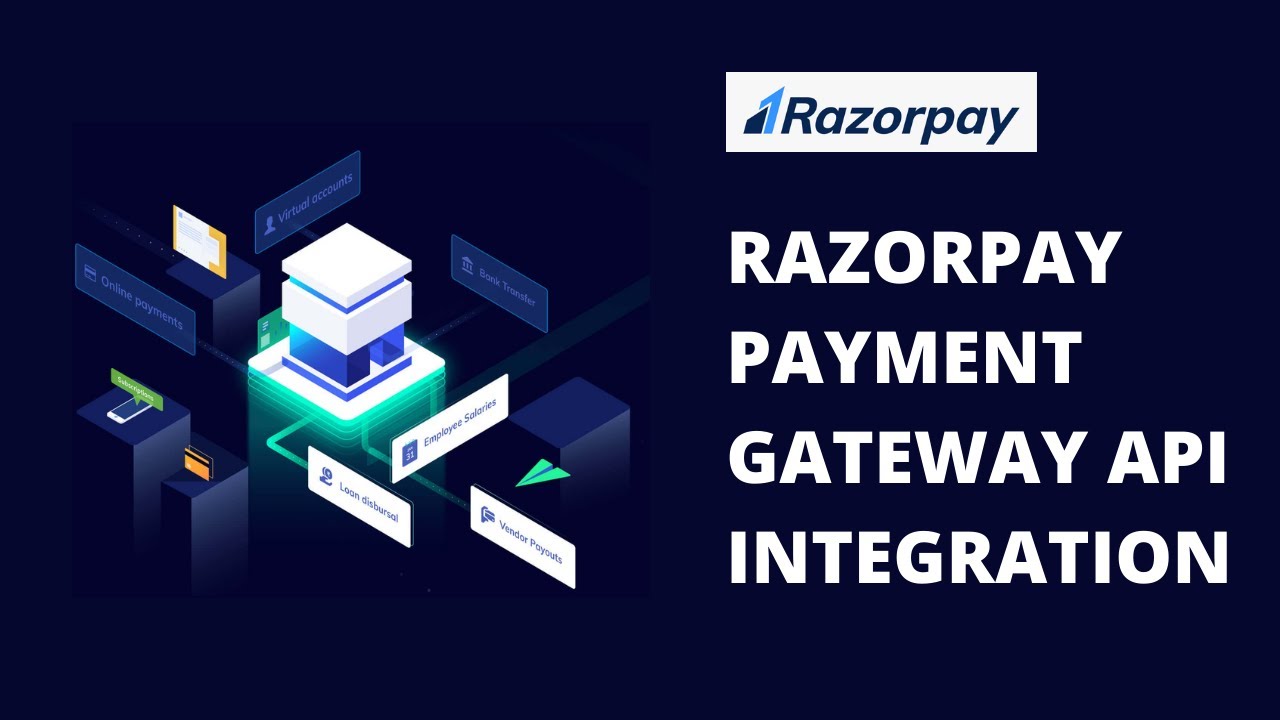 Razorpay
RAZORPAY
PAYMENT
GATEWAY API
INTEGRATION
Virtual accounts
Online payments
Bank Transfer
Subscriptions
Employee Salaries
31
Loan disbursal
Vendor Payouts